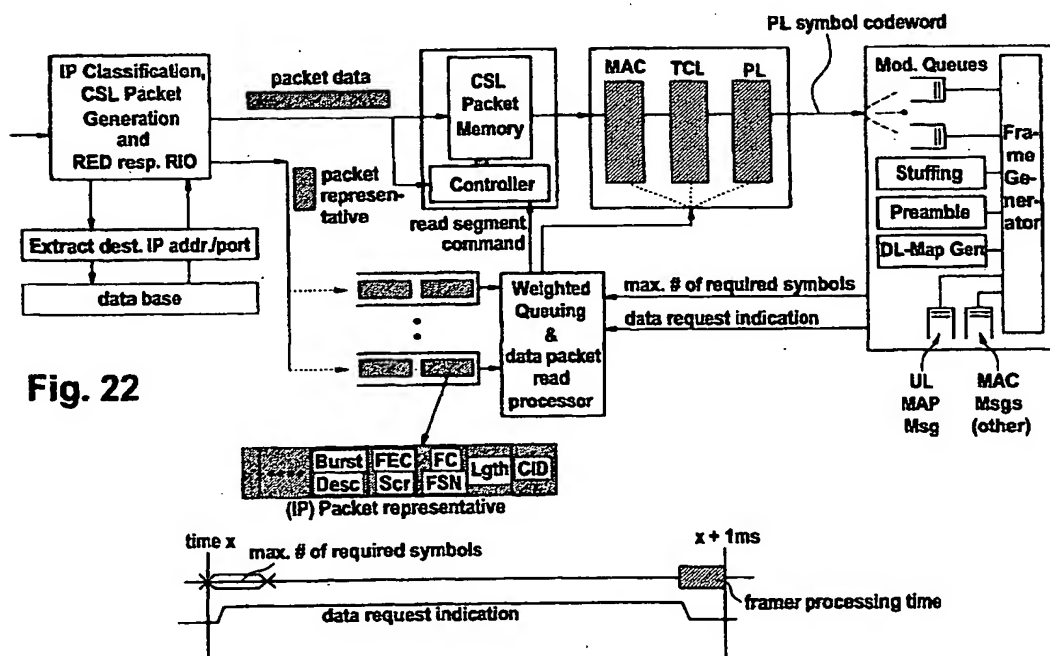 IP Classification,
CSL Packet
Generation
and
RED resp. RIO
Extract dest. IP addr./port
data base
packet data
packet
represen-
tative
CSL
Packet
Memory
Controller
read segment
command
MAC TCL PL
PL symbol codeword
Mod. Queues
Stuffing
Preamble
DL-Map Gen
Fra-
me
Ge-
ner-
ator
Weighted
Queuing
&
data packet
read
processor
max. # of required symbols
data request indication
UL
MAP
Msg
MAC
Msgs
(other)
Fig. 22
Burst FEC FC Lgth CID
Desc Scr FSN
(IP) Packet representative
time x
max. # of required symbols
x + 1ms
framer processing time
data request indication